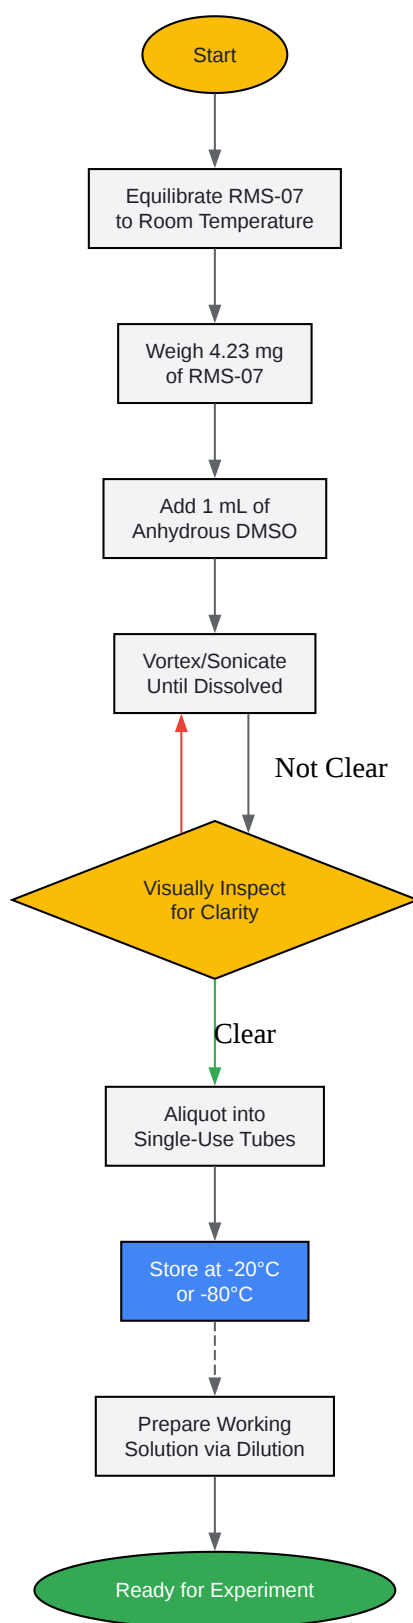 Start
Equilibrate RMS-07
to Room Temperature
Weigh 4.23 mg
of RMS-07
Add 1 mL of
Anhydrous DMSO
Vortex/Sonicate
Until Dissolved
Not Clear
Visually Inspect
for Clarity
Clear
Aliquot into
Single-Use Tubes
Store at -20°C
or -80°C
Prepare Working
Solution via Dilution
Ready for Experiment